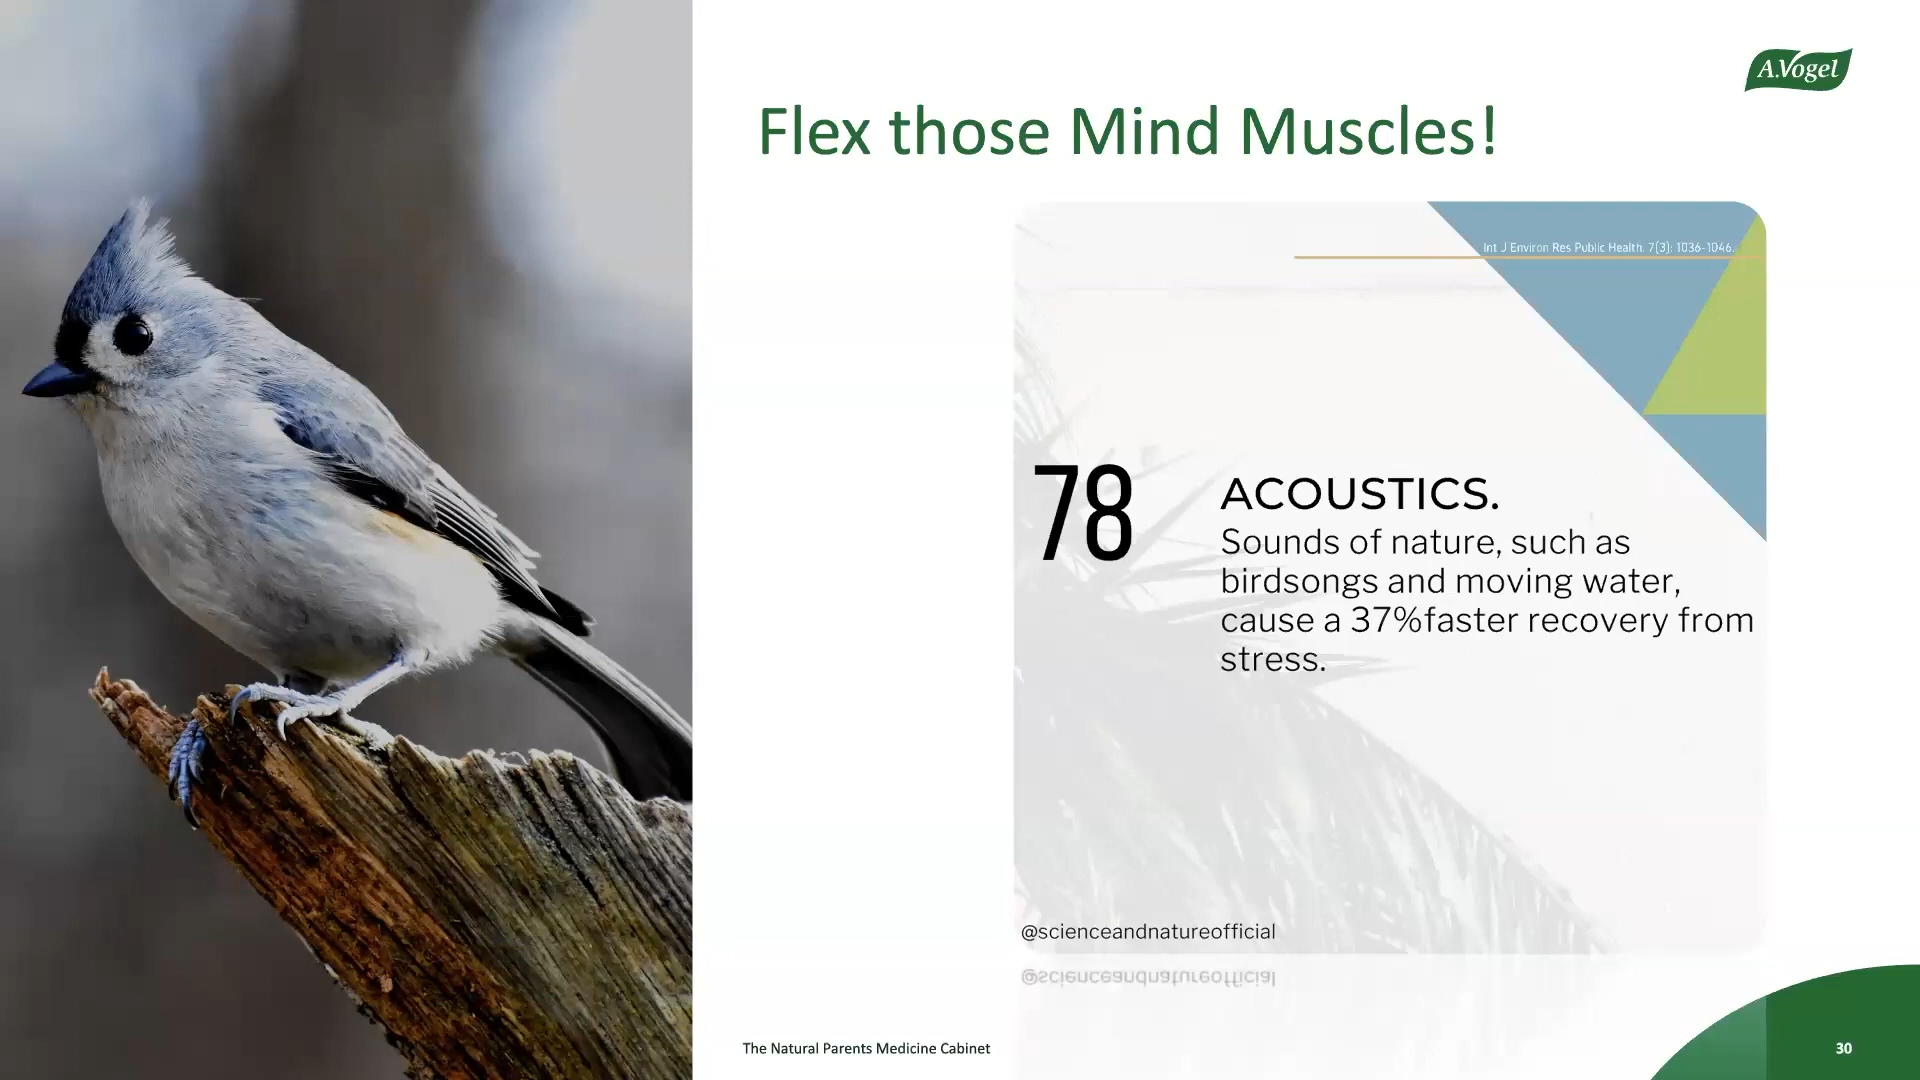 A.Vogel
Flex those Mind Muscles!
Int J Environ Res Public Health. 7(3): 1036-1046.
78
ACOUSTICS.
Sounds of nature, such as
birdsongs and moving water,
cause a 37%faster recovery from
stress.
@scienceandnatureofficial
@scienceandnatureofficial
The Natural Parents Medicine Cabinet
30